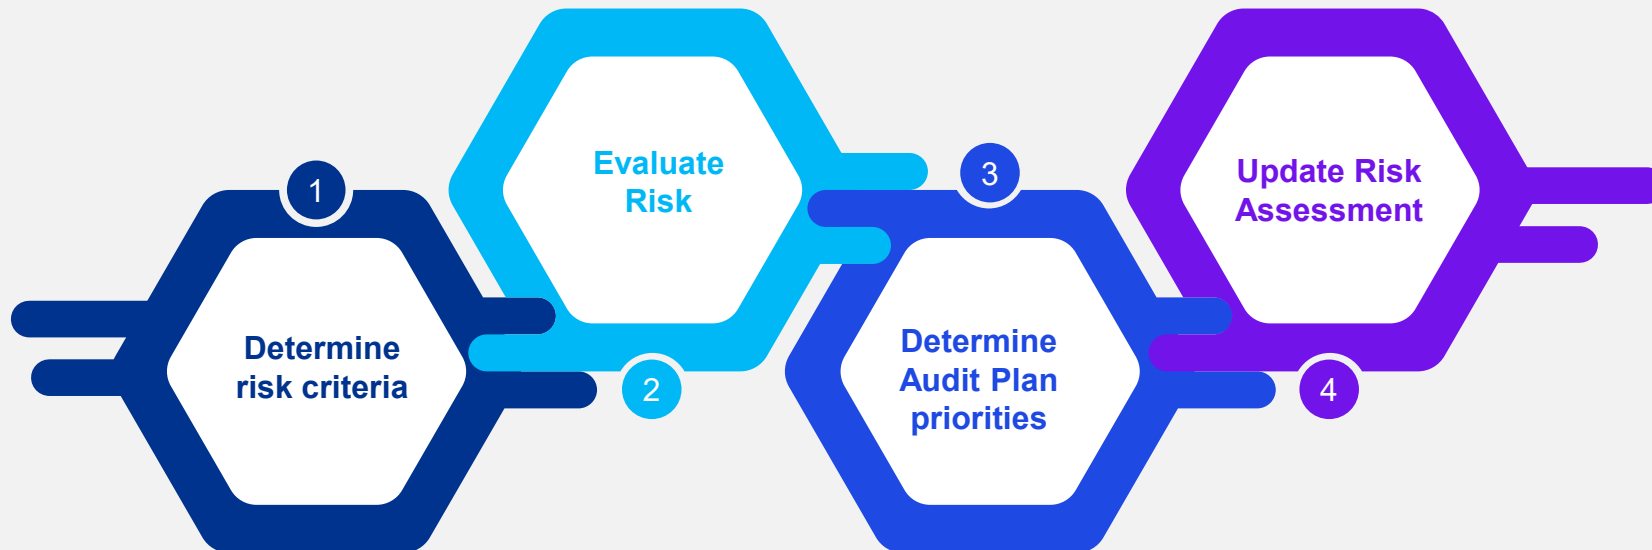 1
Determine
risk criteria
Evaluate
Risk
2
3
Determine
Audit Plan
priorities
Update Risk
Assessment
4